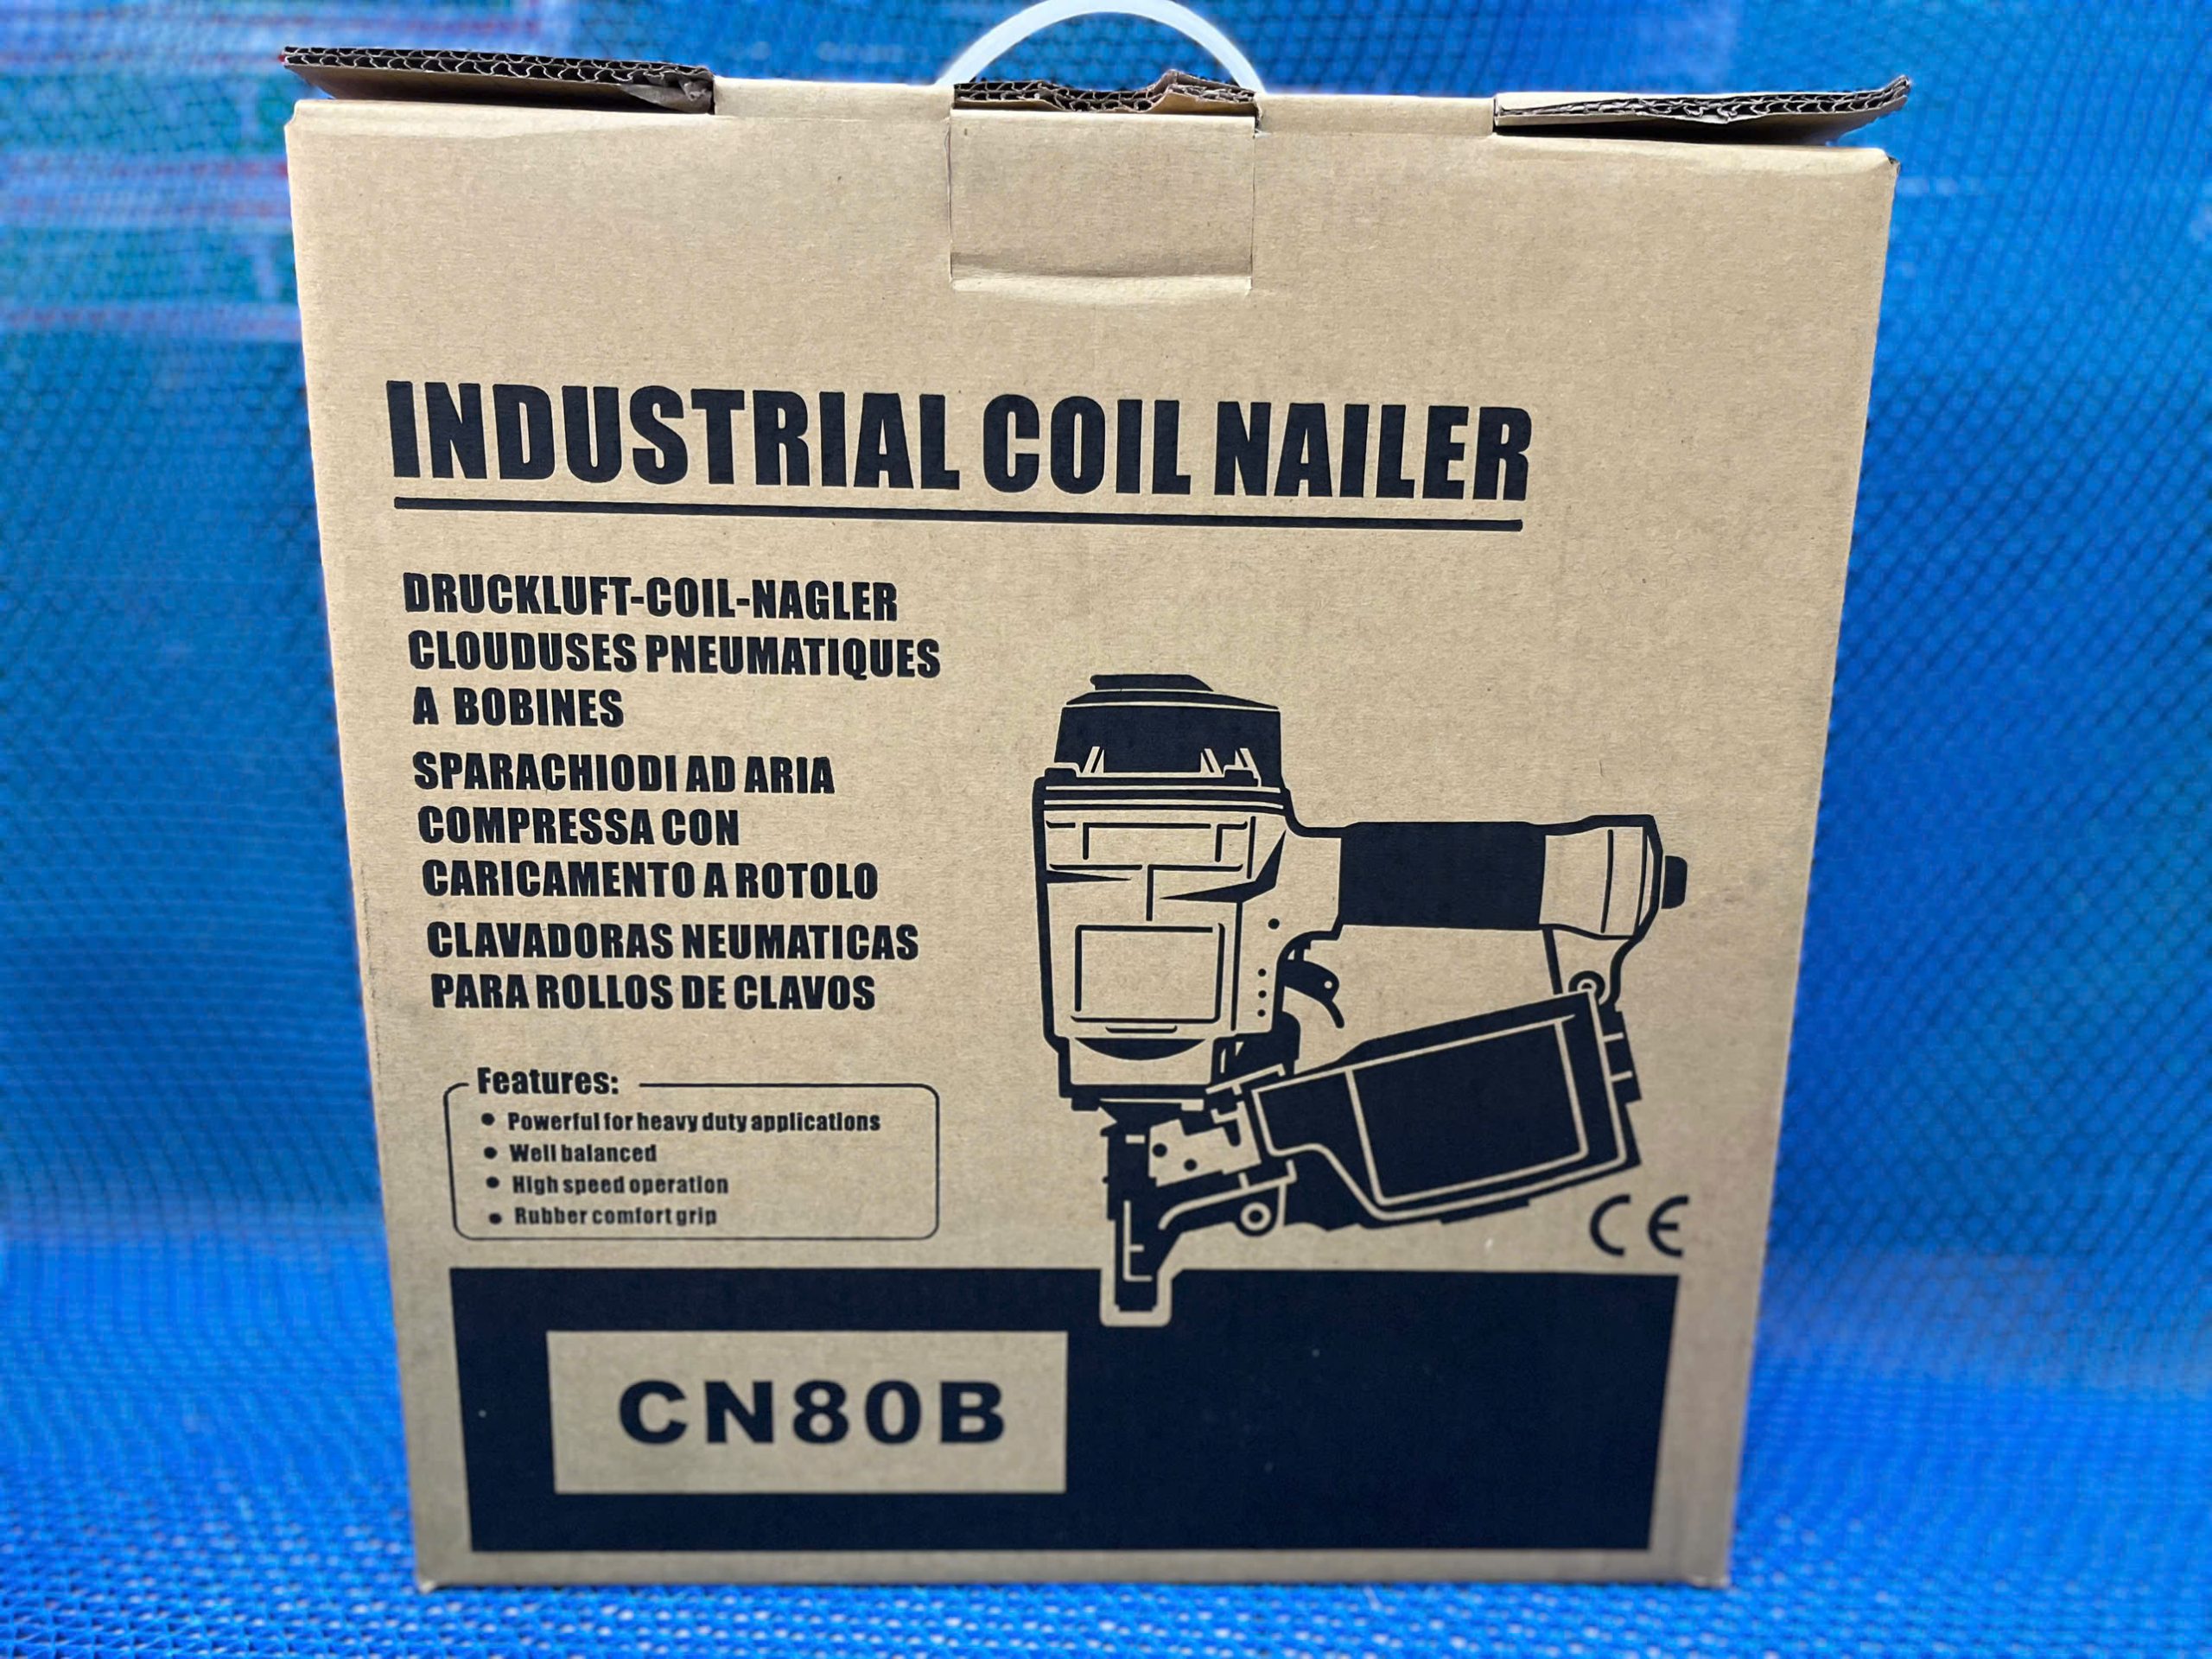 INDUSTRIAL COIL NAILER
DRUCKLUFT-COIL-NAGLER
CLOUDUSES PNEUMATIQUES
A BOBINES
SPARACHIODI AD ARIA
COMPRESSA CON
CARICAMENTO A ROTOLO
CLAVADORAS NEUMATICAS
PARA ROLLOS DE CLAVOS
Features:
● Powerful for heavy duty applications
● Well balanced
● High speed operation
● Rubber comfort grip
CE
CN80B